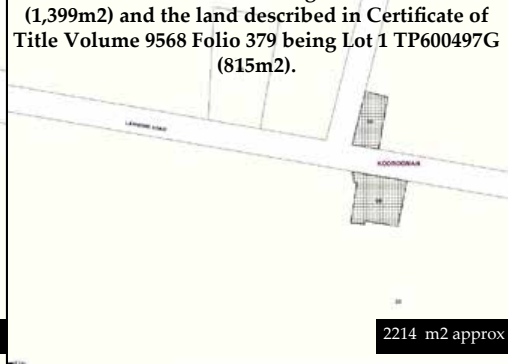 (1,399m2) and the land described in Certificate of
Title Volume 9568 Folio 379 being Lot 1 TP600497G
(815m2).
2214 m2 approx